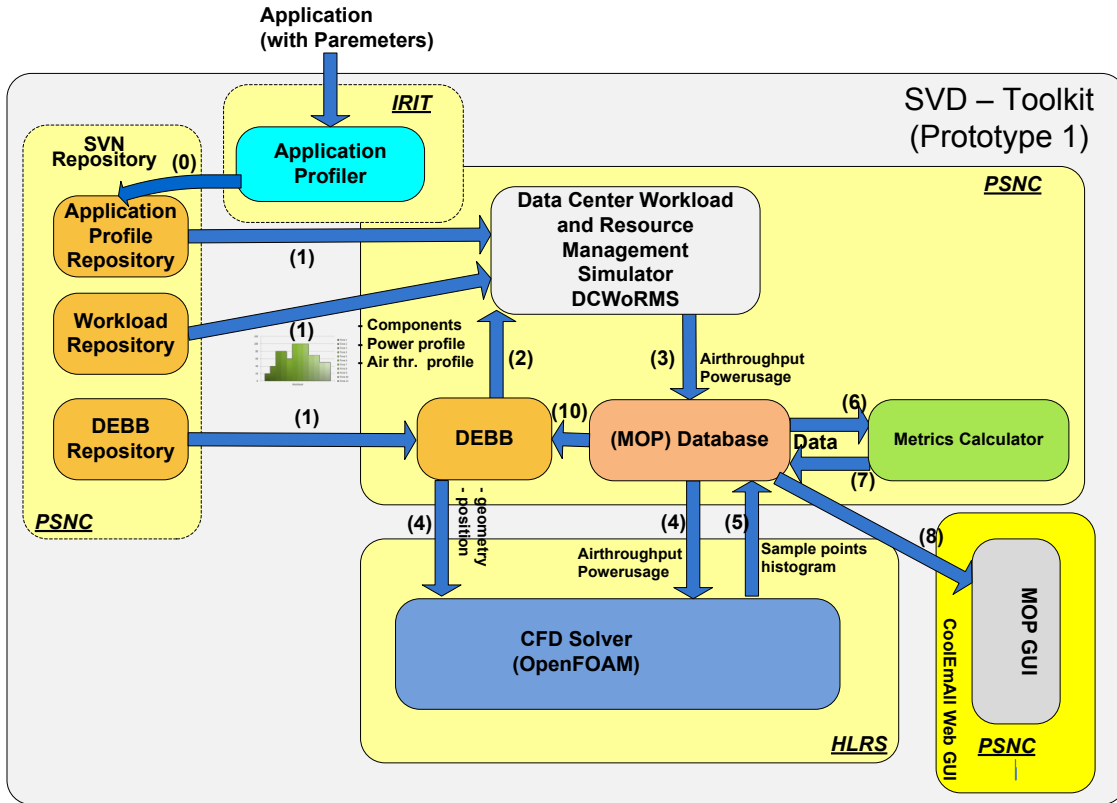 Application
(with Paremeters)
SVD – Toolkit
(Prototype 1)
IRIT
SVN
Repository
(0)
Application
Profiler
PSNC
Application
Profile
Repository
(1)
Data Center Workload
and Resource
Management
Simulator
DCWoRMS
Workload
Repository
(1)
- Components
- Power profile
- Air thr. profile
(2)
(3)
Airthroughput
Powerusage
DEBB
Repository
(1)
DEBB
(10)
(MOP) Database
(6)
Data
(7)
Metrics Calculator
PSNC
(4)
- geometry
- position
(4)
(5)
(8)
Airthroughput
Powerusage
Sample points
histogram
CFD Solver
(OpenFOAM)
HLRS
MOP GUI
CoolEmAll Web GUI
PSNC